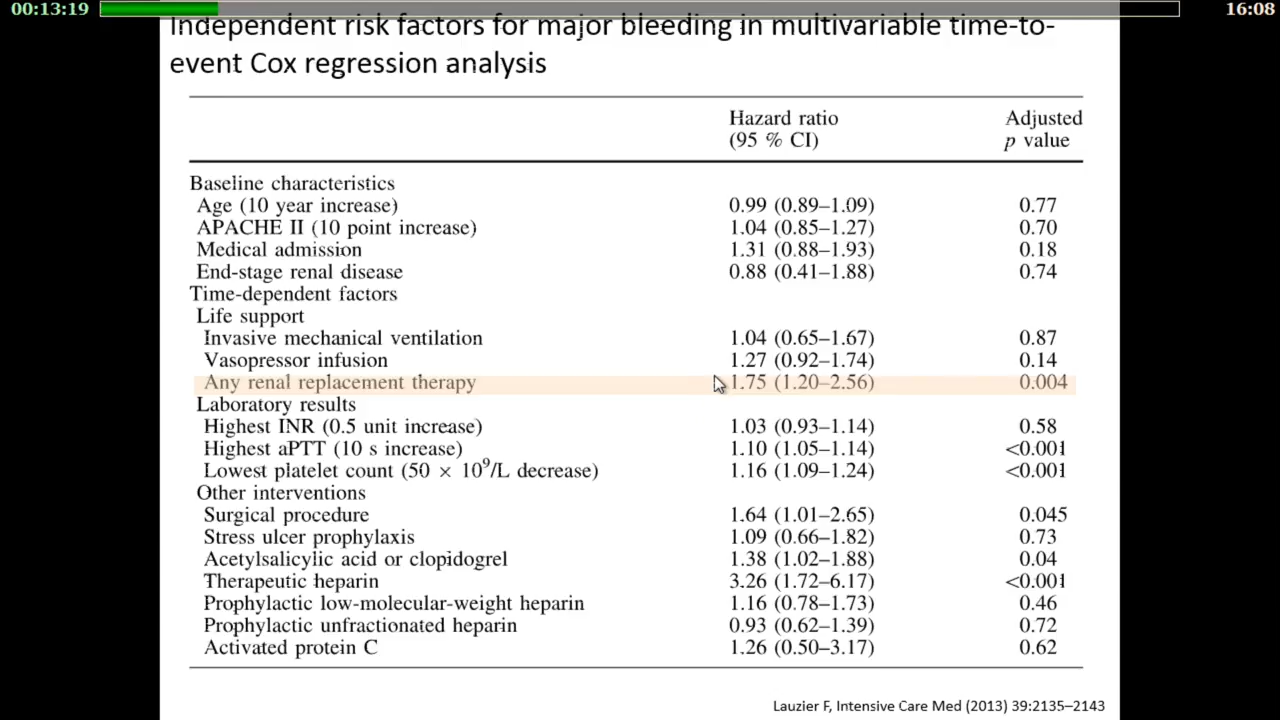 00:13:19
16:08
Independent risk factors for major bleeding in multivariable time-to-
event Cox regression analysis
Hazard ratio Adjusted
(95 % CI) p value
Baseline characteristics
Age (10 year increase) 0.99 (0.89–1.09) 0.77
APACHE II (10 point increase) 1.04 (0.85–1.27) 0.70
Medical admission 1.31 (0.88–1.93) 0.18
End-stage renal disease 0.88 (0.41–1.88) 0.74
Time-dependent factors
Life support
Invasive mechanical ventilation 1.04 (0.65–1.67) 0.87
Vasopressor infusion 1.27 (0.92–1.74) 0.14
Any renal replacement therapy 1.75 (1.20–2.56) 0.004
Laboratory results
Highest INR (0.5 unit increase) 1.03 (0.93–1.14) 0.58
Highest aPTT (10 s increase) 1.10 (1.05–1.14) <0.001
Lowest platelet count (50 × 10⁹/L decrease) 1.16 (1.09–1.24) <0.001
Other interventions
Surgical procedure 1.64 (1.01–2.65) 0.045
Stress ulcer prophylaxis 1.09 (0.66–1.82) 0.73
Acetylsalicylic acid or clopidogrel 1.38 (1.02–1.88) 0.04
Therapeutic heparin 3.26 (1.72–6.17) <0.001
Prophylactic low-molecular-weight heparin 1.16 (0.78–1.73) 0.46
Prophylactic unfractionated heparin 0.93 (0.62–1.39) 0.72
Activated protein C 1.26 (0.50–3.17) 0.62
Lauzier F, Intensive Care Med (2013) 39:2135–2143